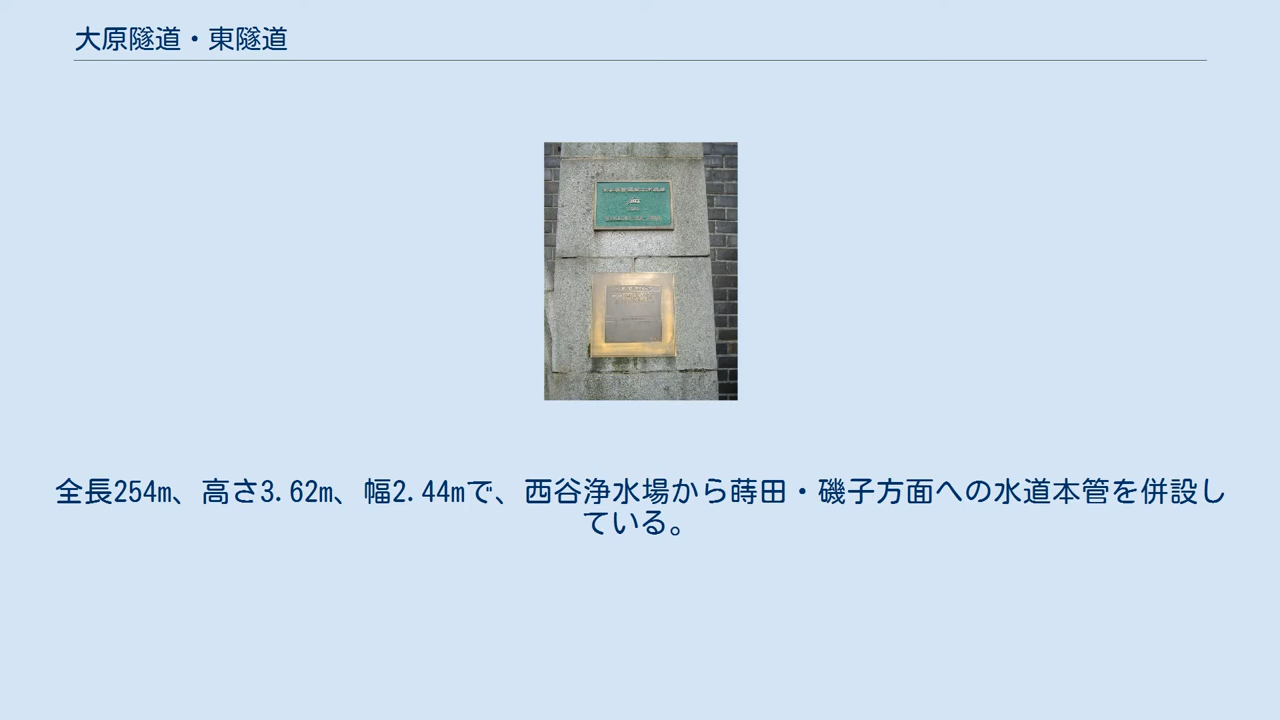 大原隧道・東隧道
全長254m、高さ3.62m、幅2.44mで、西谷浄水場から蒔田・磯子方面への水道本管を併設し
ている。